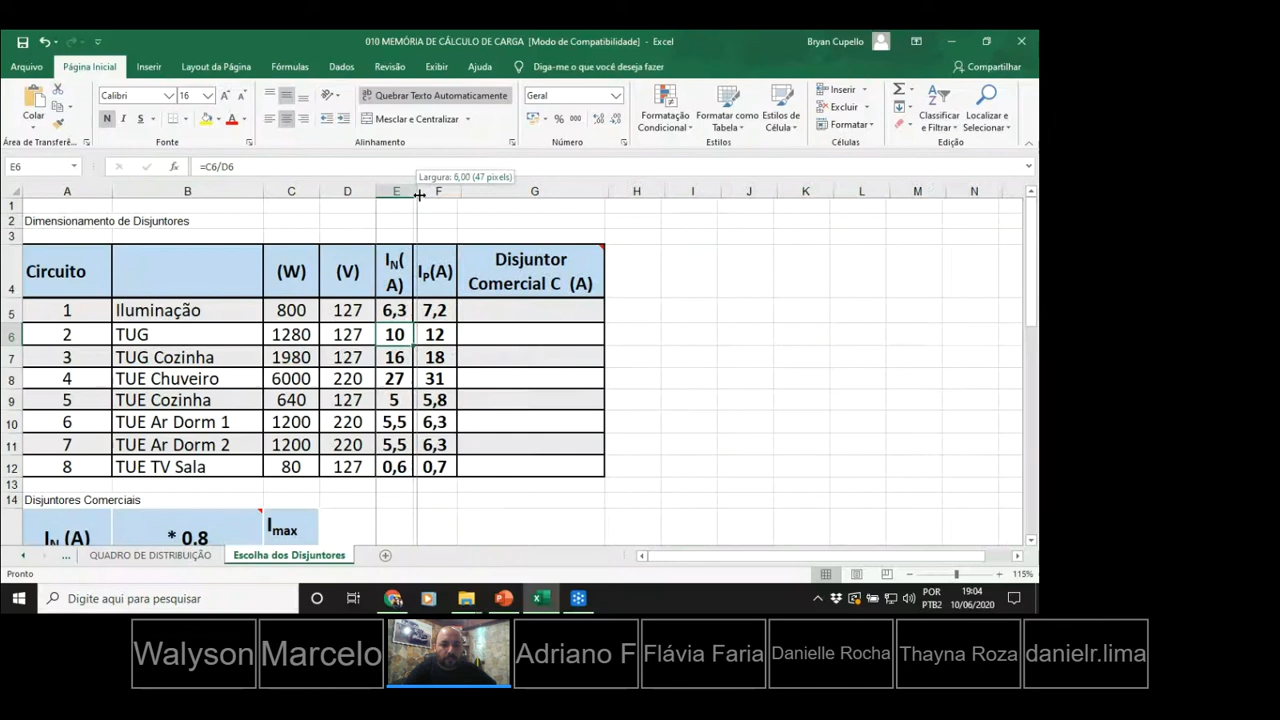 010 MEMÓRIA DE CÁLCULO DE CARGA [Modo de Compatibilidade] - Excel
Bryan Cupello
Arquivo Página Inicial Inserir Layout da Página Fórmulas Dados Revisão Exibir Ajuda Diga-me o que você deseja fazer Compartilhar
Colar
Calibri 16
Quebrar Texto Automaticamente
Geral
Inserir
N I S
Mesclar e Centralizar
% 000
Excluir
Formatar
Formatação Condicional
Formatar como Tabela
Estilos de Célula
Classificar e Filtrar
Localizar e Selecionar
Área de Transferê...
Fonte
Alinhamento
Número
Estilos
Células
Edição
E6 fx =C6/D6
Largura: 6,00 (47 pixels)
A B C D E F G H I J K L M N
1
2 Dimensionamento de Disjuntores
3
4 Circuito (W) (V) IN(A) IP(A) Disjuntor Comercial C (A)
5 1 Iluminação 800 127 6,3 7,2
6 2 TUG 1280 127 10 12
7 3 TUG Cozinha 1980 127 16 18
8 4 TUE Chuveiro 6000 220 27 31
9 5 TUE Cozinha 640 127 5 5,8
10 6 TUE Ar Dorm 1 1200 220 5,5 6,3
11 7 TUE Ar Dorm 2 1200 220 5,5 6,3
12 8 TUE TV Sala 80 127 0,6 0,7
13
14 Disjuntores Comerciais
IN (A) * 0.8 Imax
... QUADRO DE DISTRIBUIÇÃO Escolha dos Disjuntores
Pronto
115%
Digite aqui para pesquisar
POR
PTB2
19:04
10/06/2020
Walyson
Marcelo
Adriano F
Flávia Faria
Danielle Rocha
Thayna Roza
danielr.lima